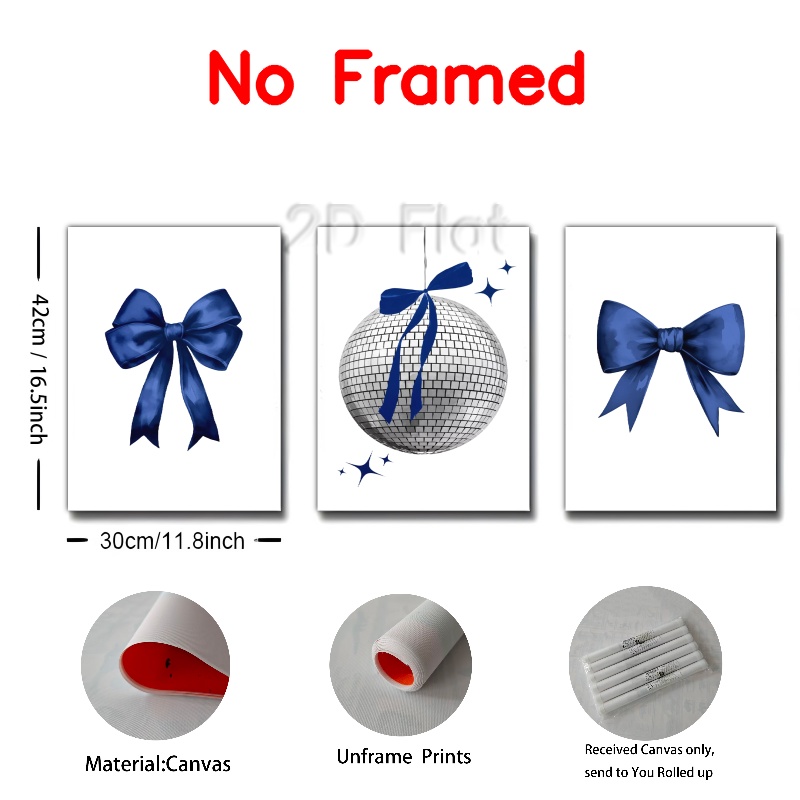 No Framed
2D Flat
42cm / 16.5inch
30cm/11.8inch
Material:Canvas
Unframe Prints
Received Canvas only,
send to You Rolled up